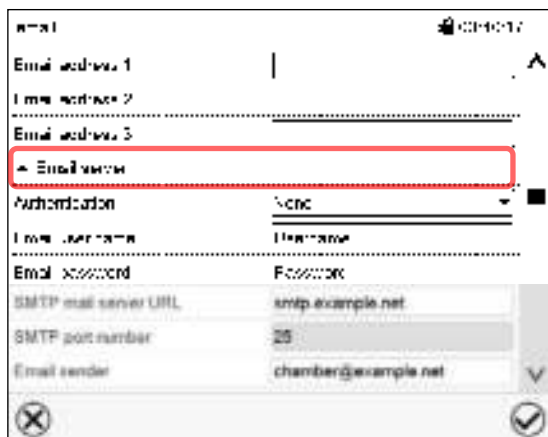 email
Email address 1
Email address 2
Email address 3
Email server
Authentication None
Email user name Username
Email password Password
SMTP mail server URL smtp.example.net
SMTP port number 25
Email sender chamber@example.net